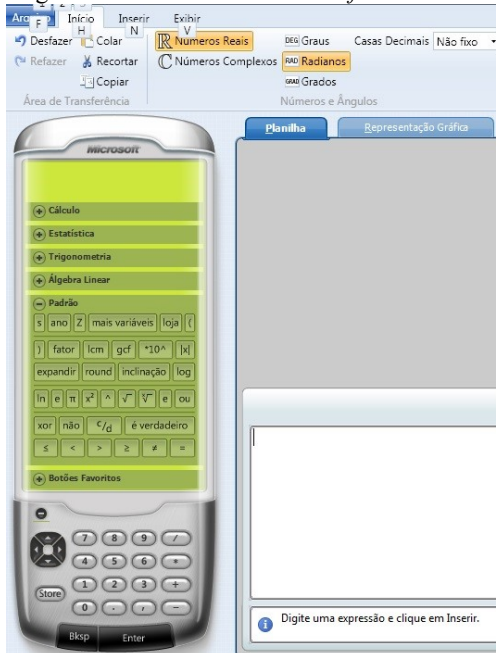 Início Inserir Exibir
F H N V
Desfazer Colar Números Reais Graus Casas Decimais Não fixo
Refazer Recortar Números Complexos RAD Radianos
Copiar GRAD Grados
Área de Transferência Números e Ângulos
Planilha Representação Gráfica
Microsoft
Cálculo
Estatística
Trigonometria
Álgebra Linear
Padrão
s ano Z mais variáveis loja (
) fator lcm gcf *10^ |x|
expandir round inclinação log
ln e π x² ^ √ ∜ e ou
xor não c/d é verdadeiro
≤ < > ≥ ≠ =
Botões Favoritos
7 8 9 /
4 5 6 *
Store 1 2 3 +
0 . , −
Bksp Enter
Digite uma expressão e clique em Inserir.